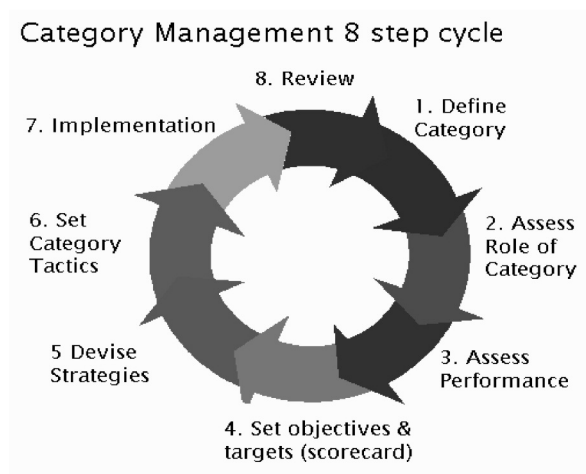 Category Management 8 step cycle
8. Review
1. Define
Category
2. Assess
Role of
Category
3. Assess
Performance
4. Set objectives &
targets (scorecard)
5 Devise
Strategies
6. Set
Category
Tactics
7. Implementation